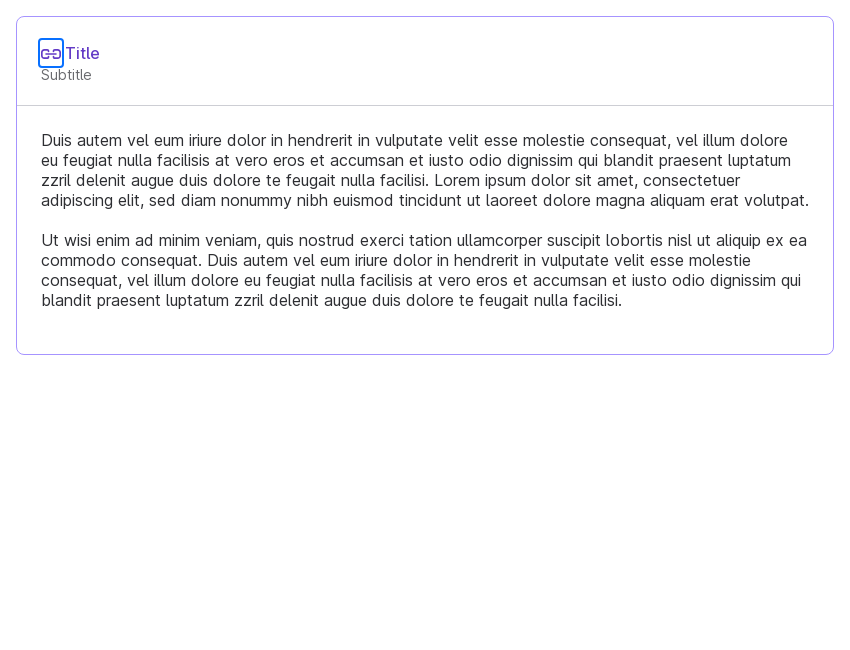 Title
Subtitle
Duis autem vel eum iriure dolor in hendrerit in vulputate velit esse molestie consequat, vel illum dolore
eu feugiat nulla facilisis at vero eros et accumsan et iusto odio dignissim qui blandit praesent luptatum
zzril delenit augue duis dolore te feugait nulla facilisi. Lorem ipsum dolor sit amet, consectetuer
adipiscing elit, sed diam nonummy nibh euismod tincidunt ut laoreet dolore magna aliquam erat volutpat.
Ut wisi enim ad minim veniam, quis nostrud exerci tation ullamcorper suscipit lobortis nisl ut aliquip ex ea
commodo consequat. Duis autem vel eum iriure dolor in hendrerit in vulputate velit esse molestie
consequat, vel illum dolore eu feugiat nulla facilisis at vero eros et accumsan et iusto odio dignissim qui
blandit praesent luptatum zzril delenit augue duis dolore te feugait nulla facilisi.